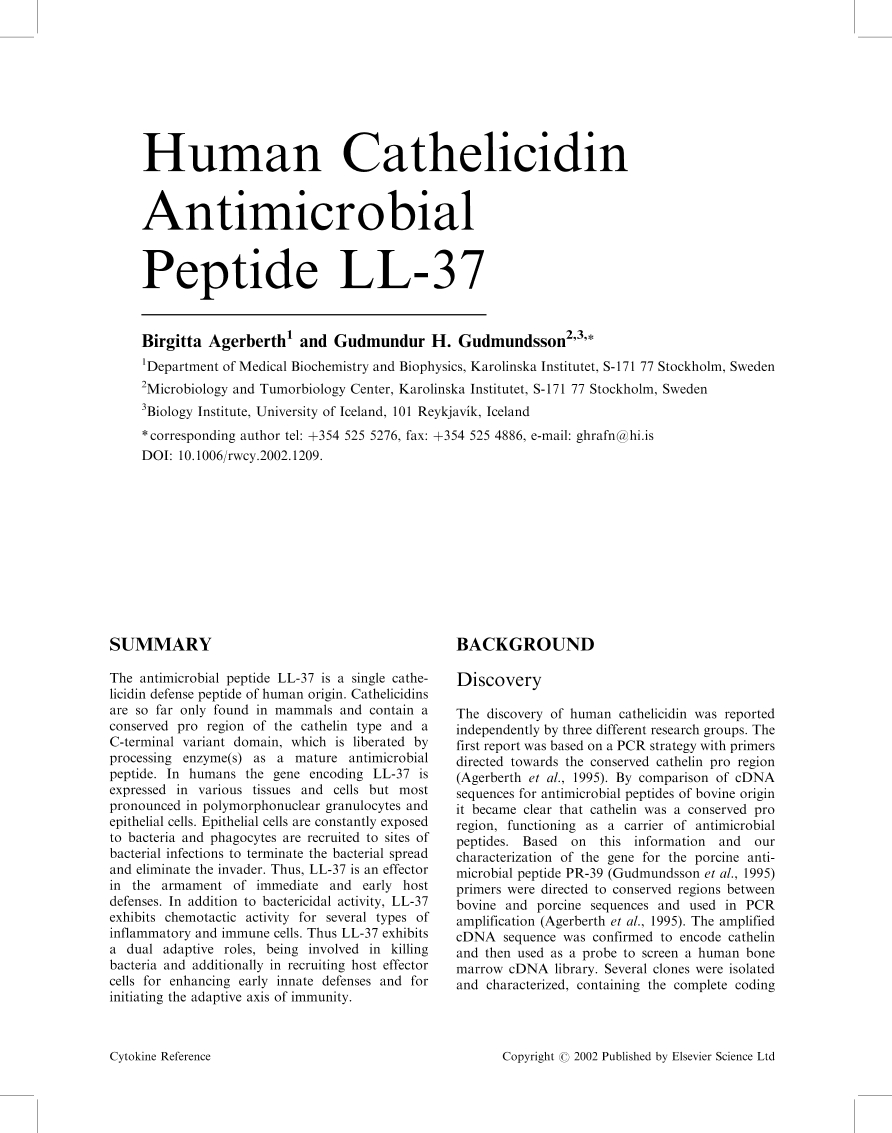 Human Cathelicidin
Antimicrobial
Peptide LL-37
Birgitta Agerberth1 and Gudmundur H. Gudmundsson2,3,*
1Department of Medical Biochemistry and Biophysics, Karolinska Institutet, S-171 77 Stockholm, Sweden
2Microbiology and Tumorbiology Center, Karolinska Institutet, S-171 77 Stockholm, Sweden
3Biology Institute, University of Iceland, 101 Reykjavík, Iceland
*corresponding author tel: +354 525 5276, fax: +354 525 4886, e-mail: ghrafn@hi.is
DOI: 10.1006/rwcy.2002.1209.
SUMMARY
The antimicrobial peptide LL-37 is a single cathe-
licidin defense peptide of human origin. Cathelicidins
are so far only found in mammals and contain a
conserved pro region of the cathelin type and a
C-terminal variant domain, which is liberated by
processing enzyme(s) as a mature antimicrobial
peptide. In humans the gene encoding LL-37 is
expressed in various tissues and cells but most
pronounced in polymorphonuclear granulocytes and
epithelial cells. Epithelial cells are constantly exposed
to bacteria and phagocytes are recruited to sites of
bacterial infections to terminate the bacterial spread
and eliminate the invader. Thus, LL-37 is an effector
in the armament of immediate and early host
defenses. In addition to bactericidal activity, LL-37
exhibits chemotactic activity for several types of
inflammatory and immune cells. Thus LL-37 exhibits
a dual adaptive roles, being involved in killing
bacteria and additionally in recruiting host effector
cells for enhancing early innate defenses and for
initiating the adaptive axis of immunity.
BACKGROUND
Discovery
The discovery of human cathelicidin was reported
independently by three different research groups. The
first report was based on a PCR strategy with primers
directed towards the conserved cathelin pro region
(Agerberth et al., 1995). By comparison of cDNA
sequences for antimicrobial peptides of bovine origin
it became clear that cathelin was a conserved pro
region, functioning as a carrier of antimicrobial
peptides. Based on this information and our
characterization of the gene for the porcine anti-
microbial peptide PR-39 (Gudmundsson et al., 1995)
primers were directed to conserved regions between
bovine and porcine sequences and used in PCR
amplification (Agerberth et al., 1995). The amplified
cDNA sequence was confirmed to encode cathelin
and then used as a probe to screen a human bone
marrow cDNA library. Several clones were isolated
and characterized, containing the complete coding
Cytokine Reference
Copyright © 2002 Published by Elsevier Science Ltd